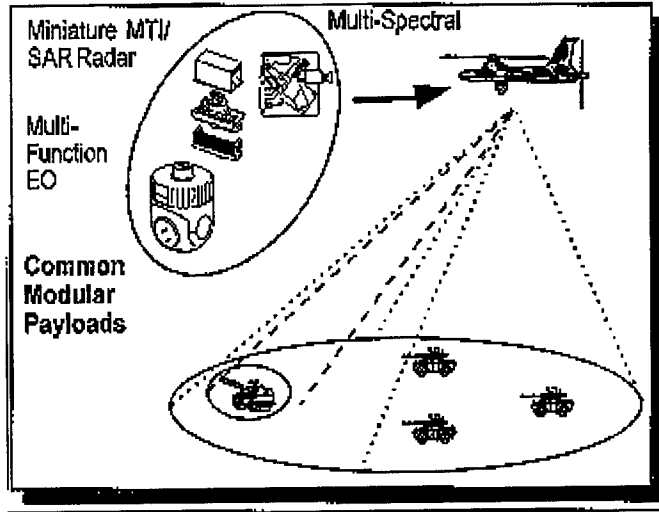 Miniature MTI/
SAR Radar
Multi-Spectral
Multi-
Function
EO
Common
Modular
Payloads